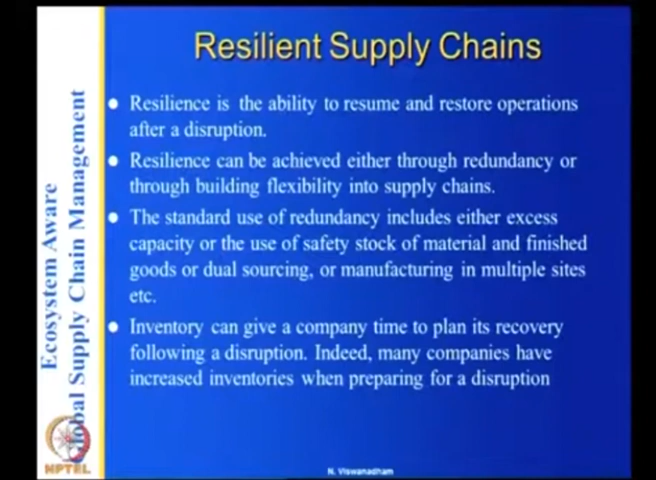 Resilient Supply Chains
Resilience is the ability to resume and restore operations
after a disruption.
Resilience can be achieved either through redundancy or
through building flexibility into supply chains.
The standard use of redundancy includes either excess
capacity or the use of safety stock of material and finished
goods or dual sourcing, or manufacturing in multiple sites
etc.
Inventory can give a company time to plan its recovery
following a disruption. Indeed, many companies have
increased inventories when preparing for a disruption
Ecosystem Aware
Global Supply Chain Management
NPTEL
N. Viswanadham